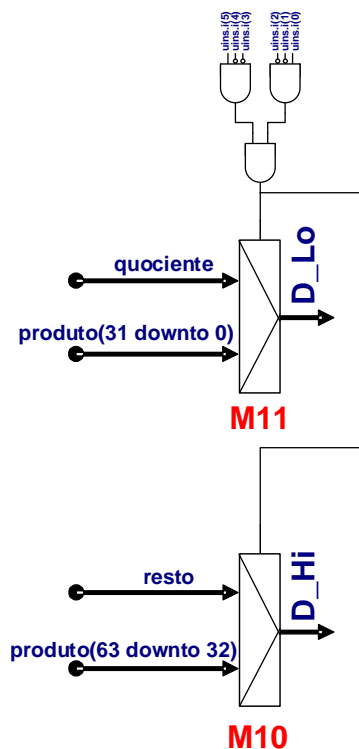 uins.i(5)
uins.i(4)
uins.i(3)
uins.i(2)
uins.i(1)
uins.i(0)
quociente
D_Lo
produto(31 downto 0)
M11
resto
D_Hi
produto(63 downto 32)
M10